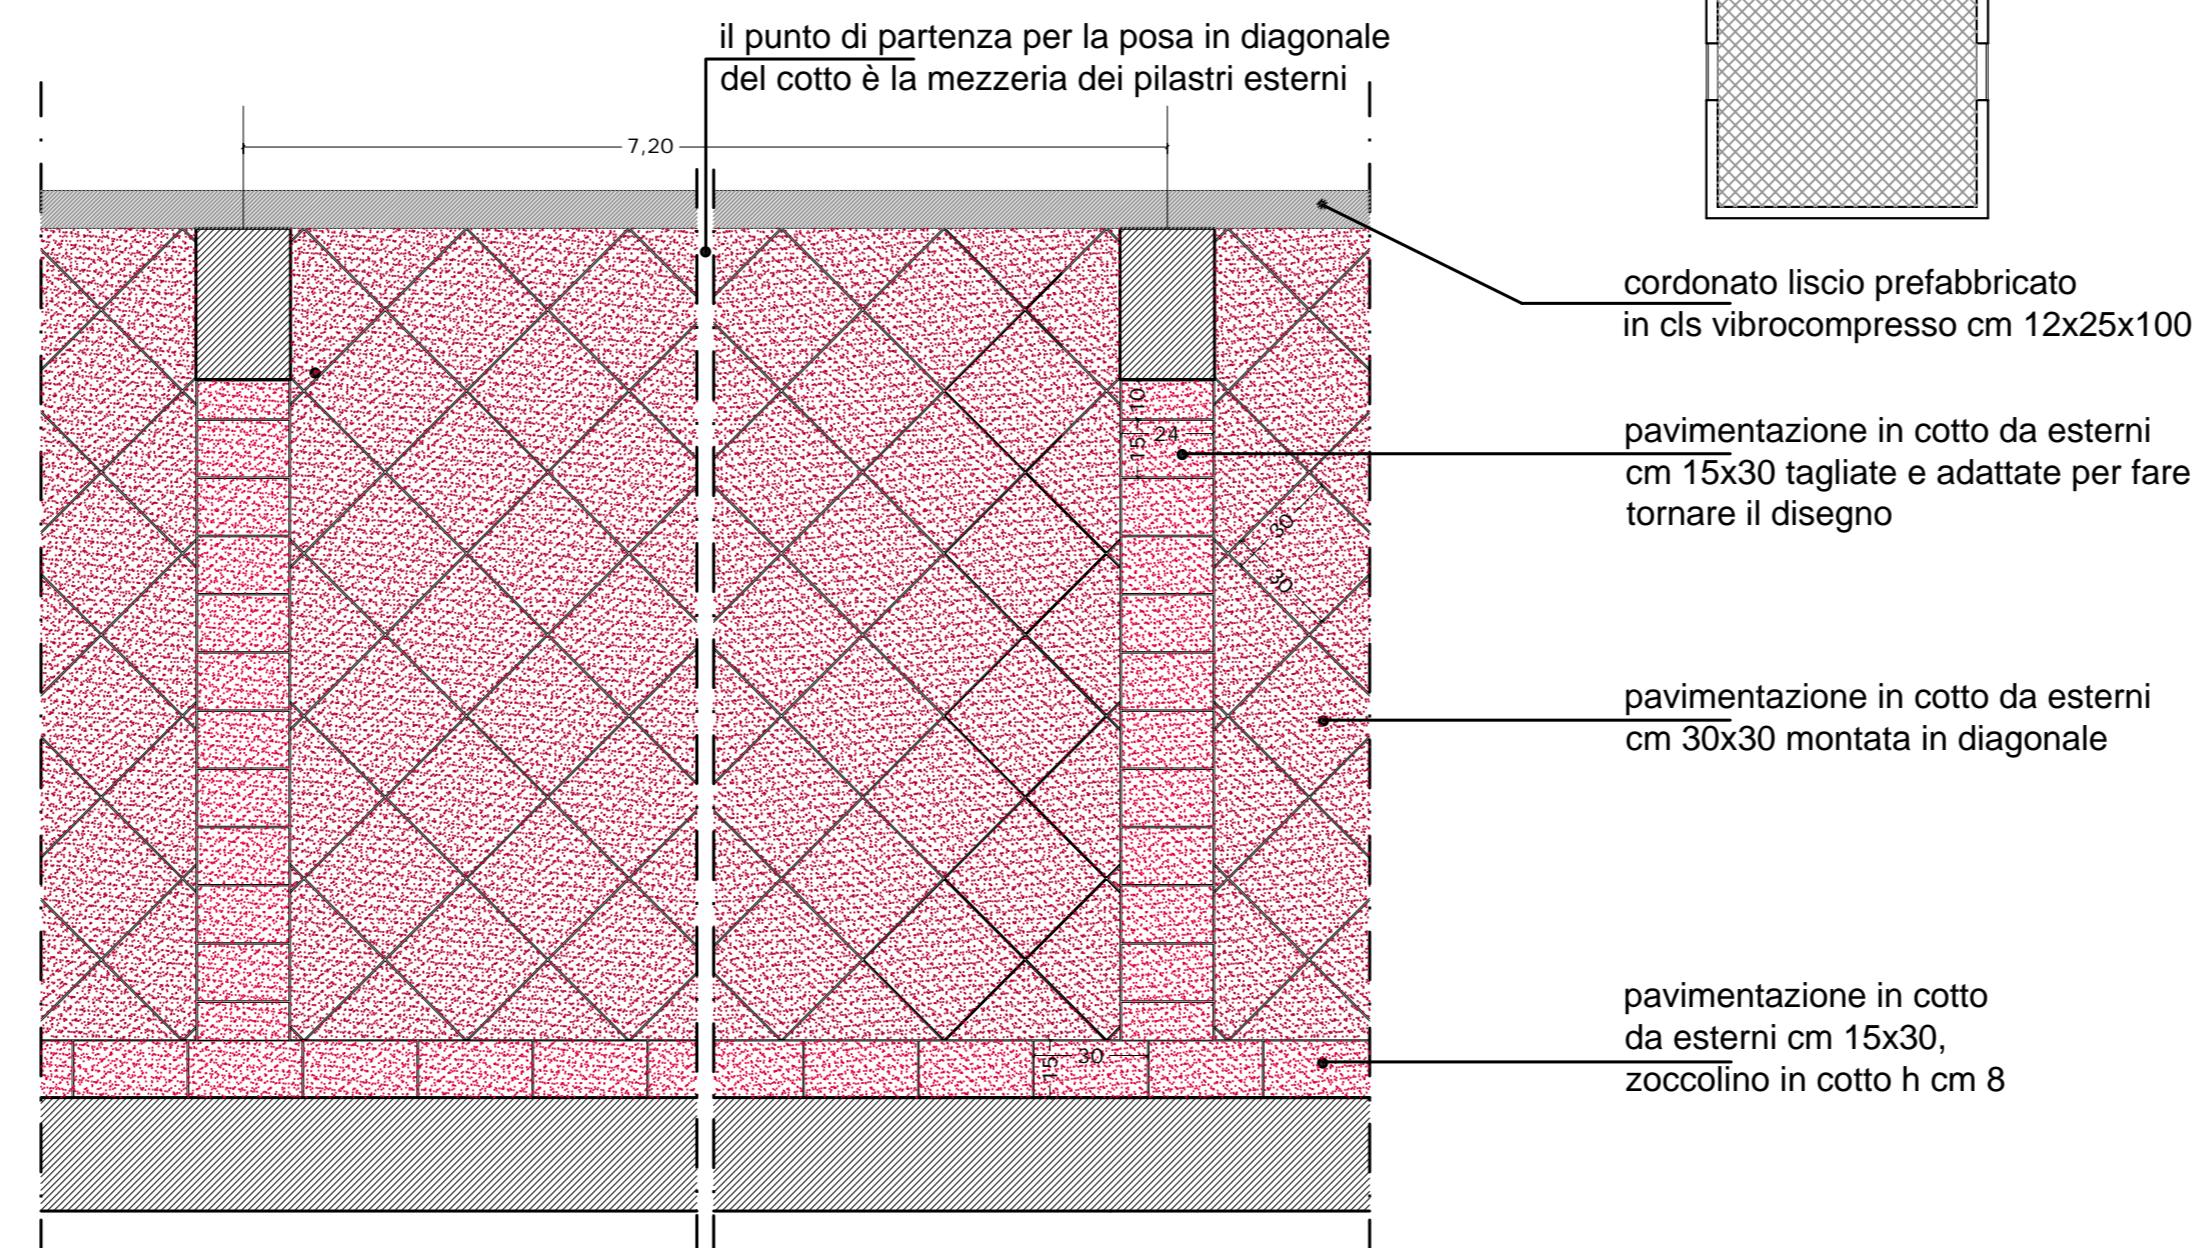 il punto di partenza per la posa in diagonale
del cotto è la mezzeria dei pilastri esterni
7,20
cordonato liscio prefabbricato
in cls vibrocompresso cm 12x25x100
10
24
15
pavimentazione in cotto da esterni
cm 15x30 tagliate e adattate per fare
tornare il disegno
30
30
pavimentazione in cotto da esterni
cm 30x30 montata in diagonale
pavimentazione in cotto
da esterni cm 15x30,
zoccolino in cotto h cm 8
30
15